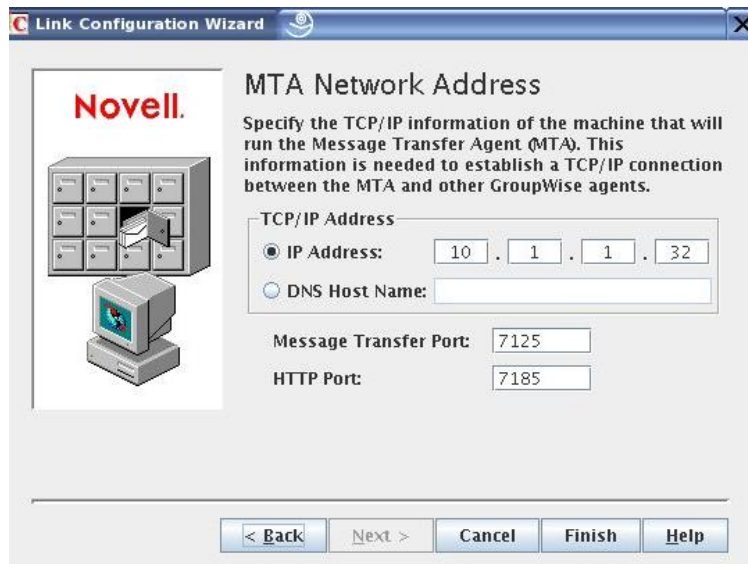 C Link Configuration Wizard
X
Novell.
MTA Network Address
Specify the TCP/IP information of the machine that will
run the Message Transfer Agent (MTA). This
information is needed to establish a TCP/IP connection
between the MTA and other GroupWise agents.
TCP/IP Address
IP Address: 10 . 1 . 1 . 32
DNS Host Name:
Message Transfer Port: 7125
HTTP Port: 7185
< Back Next > Cancel Finish Help